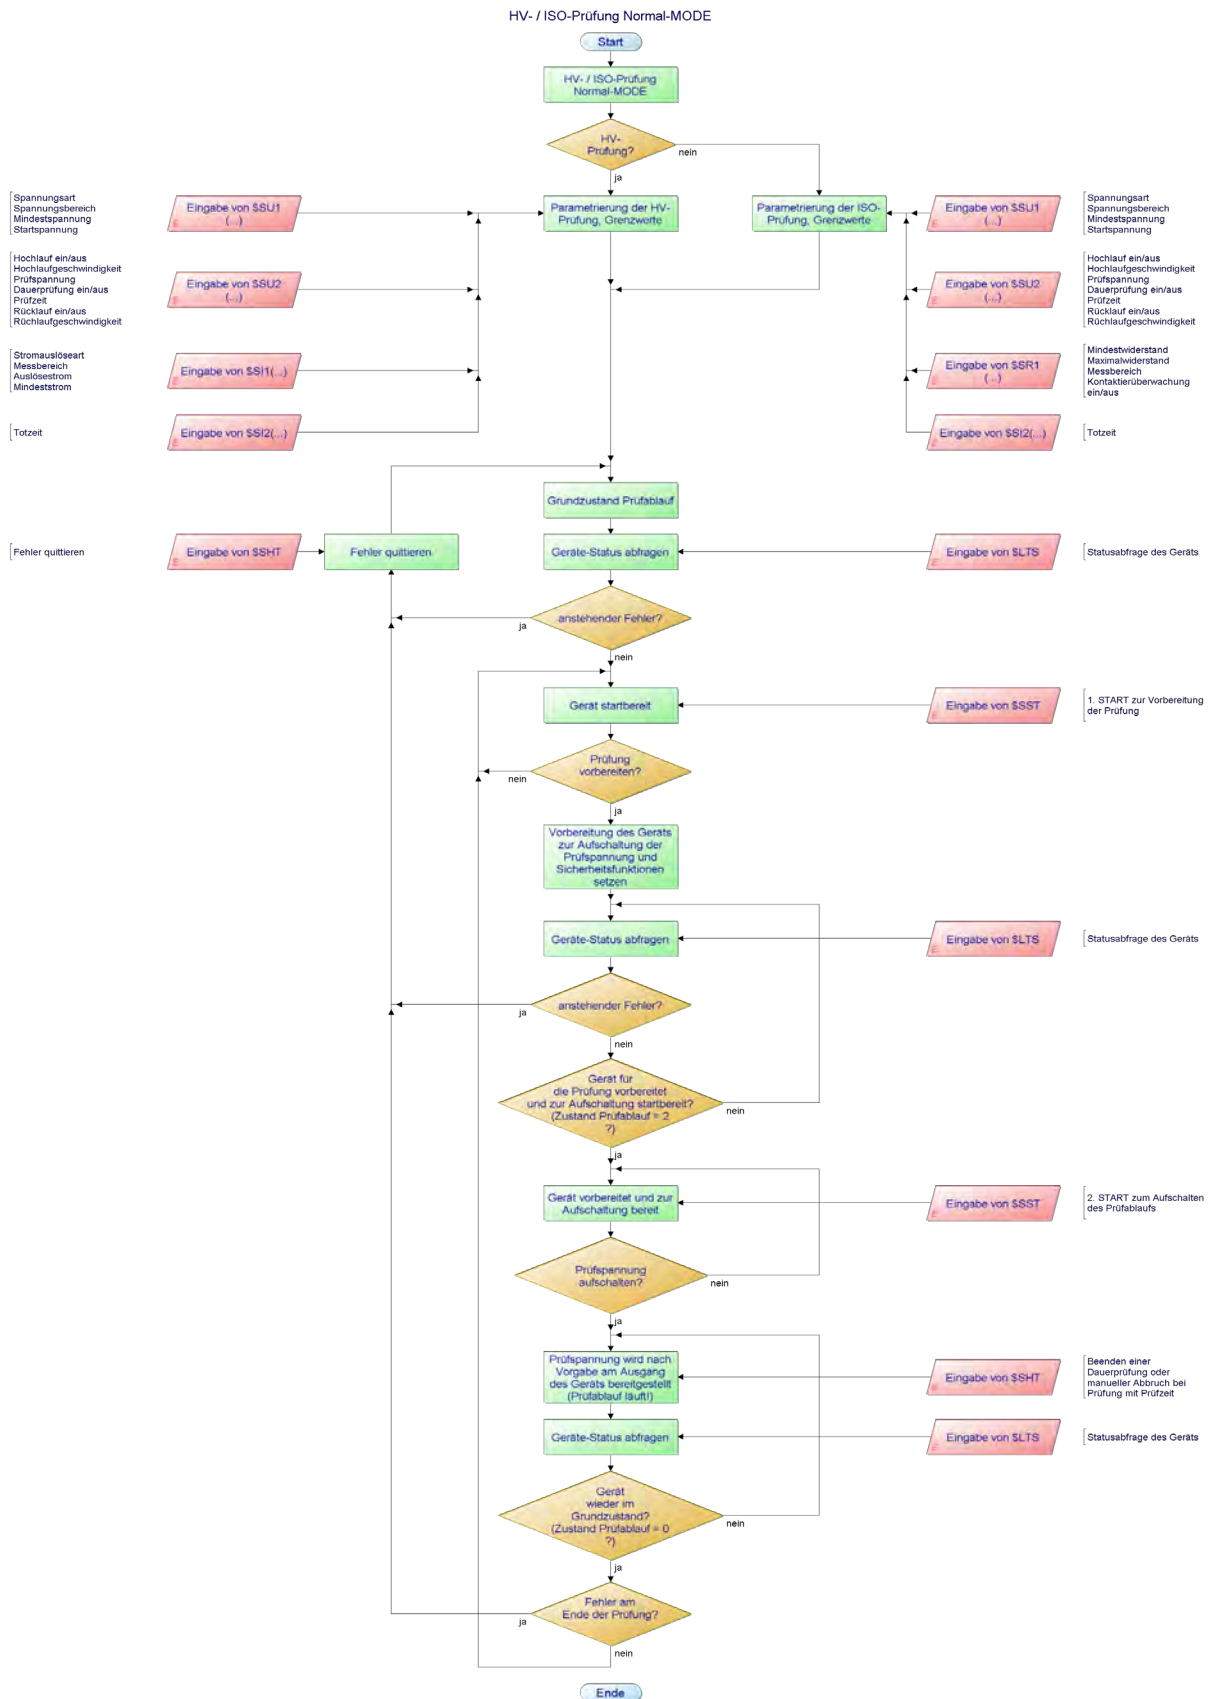 HV- / ISO-Prüfung Normal-MODE
Start
HV- / ISO-Prüfung
Normal-MODE
HV-
Prüfung?
nein
ja
Spannungsart
Spannungsbereich
Mindestspannung
Startspannung
Eingabe von $SU1
(...)
E
Parametrierung der HV-
Prüfung, Grenzwerte
Parametrierung der ISO-
Prüfung, Grenzwerte
Eingabe von $SU1
(...)
E
Spannungsart
Spannungsbereich
Mindestspannung
Startspannung
Hochlauf ein/aus
Hochlaufgeschwindigkeit
Prüfspannung
Dauerprüfung ein/aus
Prüfzeit
Rücklauf ein/aus
Rüchlaufgeschwindigkeit
Eingabe von $SU2
(...)
E
Eingabe von $SU2
(...)
E
Hochlauf ein/aus
Hochlaufgeschwindigkeit
Prüfspannung
Dauerprüfung ein/aus
Prüfzeit
Rücklauf ein/aus
Rüchlaufgeschwindigkeit
Stromauslöseart
Messbereich
Auslösestrom
Mindeststrom
Eingabe von $SI1(...)
E
Eingabe von $SR1
(...)
E
Mindestwiderstand
Maximalwiderstand
Messbereich
Kontaktierüberwachung
ein/aus
Totzeit
Eingabe von $SI2(...)
E
Eingabe von $SI2(...)
E
Totzeit
Grundzustand Prüfablauf
Fehler quittieren
Eingabe von $SHT
E
Fehler quittieren
Geräte-Status abfragen
Eingabe von $LTS
E
Statusabfrage des Geräts
anstehender Fehler?
ja
nein
Gerät startbereit
Eingabe von $SST
E
1. START zur Vorbereitung
der Prüfung
Prüfung
vorbereiten?
nein
ja
Vorbereitung des Geräts
zur Aufschaltung der
Prüfspannung und
Sicherheitsfunktionen
setzen
Geräte-Status abfragen
Eingabe von $LTS
E
Statusabfrage des Geräts
anstehender Fehler?
ja
nein
Gerät für
die Prüfung vorbereitet
und zur Aufschaltung startbereit?
(Zustand Prüfablauf = 2
?)
nein
ja
Gerät vorbereitet und zur
Aufschaltung bereit
Eingabe von $SST
E
2. START zum Aufschalten
des Prüfablaufs
Prüfspannung
aufschalten?
nein
ja
Prüfspannung wird nach
Vorgabe am Ausgang
des Geräts bereitgestellt
(Prüfablauf läuft!)
Eingabe von $SHT
E
Beenden einer
Dauerprüfung oder
manueller Abbruch bei
Prüfung mit Prüfzeit
Geräte-Status abfragen
Eingabe von $LTS
E
Statusabfrage des Geräts
Gerät
wieder im
Grundzustand?
(Zustand Prüfablauf = 0
?)
nein
ja
Fehler am
Ende der Prüfung?
ja
nein
Ende